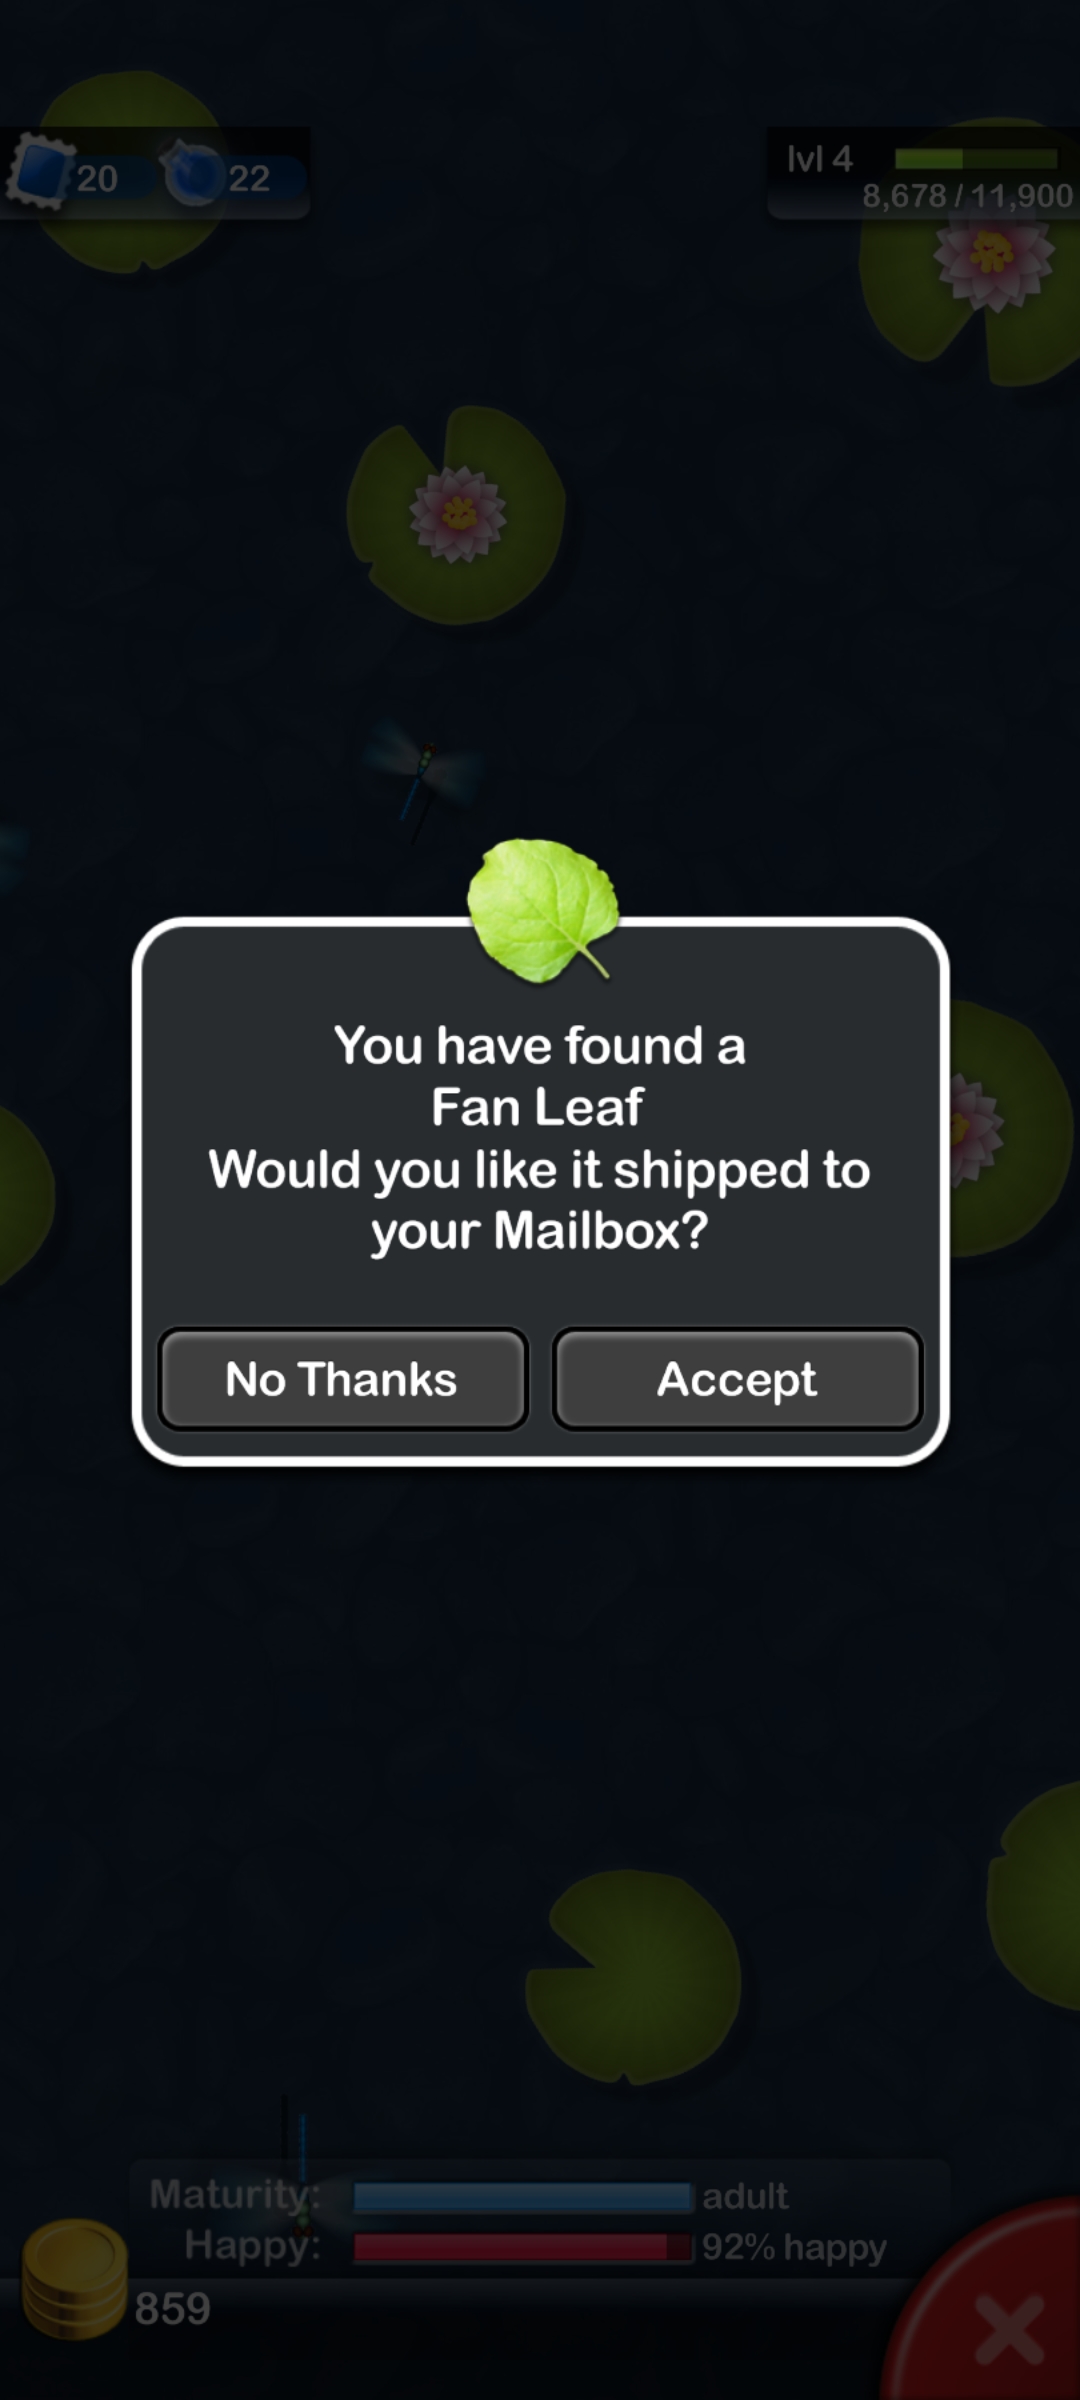 20 22
lvl 4
8,678 / 11,900
You have found a
Fan Leaf
Would you like it shipped to
your Mailbox?
No Thanks Accept
Maturity: adult
Happy: 92% happy
859